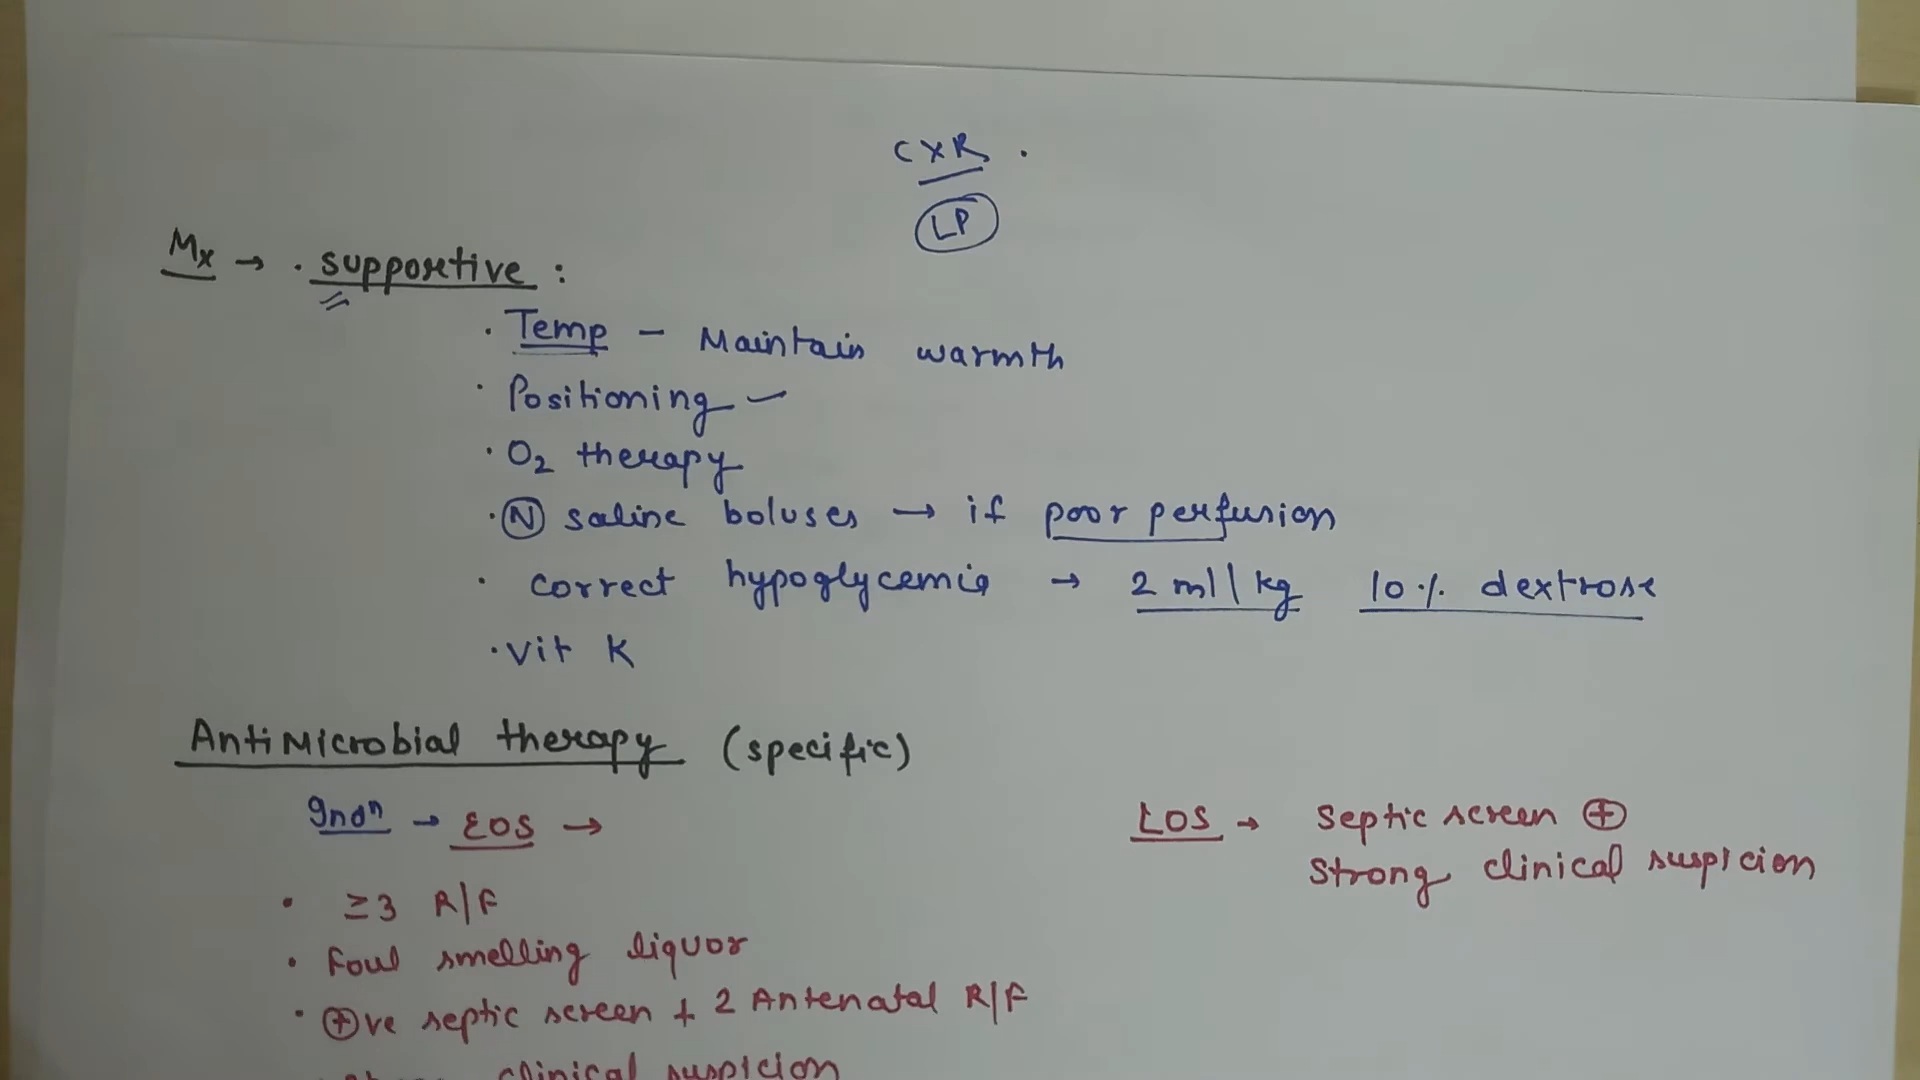 CXR.
LP
Mx → . supportive :
. Temp - Maintain warmth
. Positioning -
. O2 therapy
. (N) saline boluses → if poor perfusion
. correct hypoglycemia → 2 ml/kg 10% dextrose
. vit K
AntiMicrobial therapy (specific)
Indn → EOS →
LOS → septic screen ⊕
strong clinical suspicion
• ≥3 R/F
• foul smelling liquor
• ⊕ve septic screen + 2 Antenatal R/F
clinical suspicion